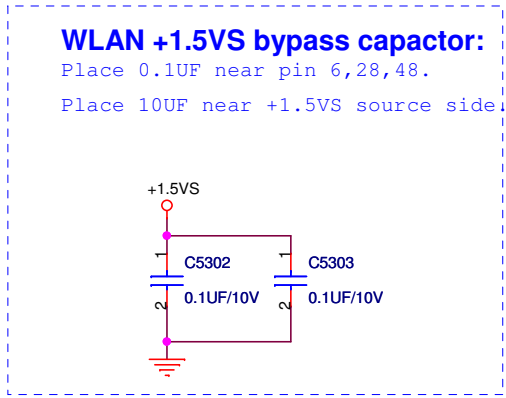 WLAN +1.5VS bypass capactor:
Place 0.1UF near pin 6,28,48.
Place 10UF near +1.5VS source side.
+1.5VS
1 C5302 1 C5303
2 0.1UF/10V 2 0.1UF/10V